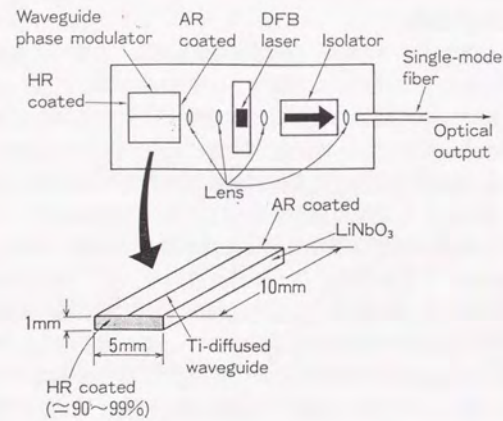 Waveguide
phase modulator
AR
coated
DFB
laser
Isolator
Single-mode
fiber
HR
coated
Optical
output
Lens
AR coated
LiNbO₃
10mm
1mm
5mm
Ti-diffused
waveguide
HR coated
(≃90~99%)